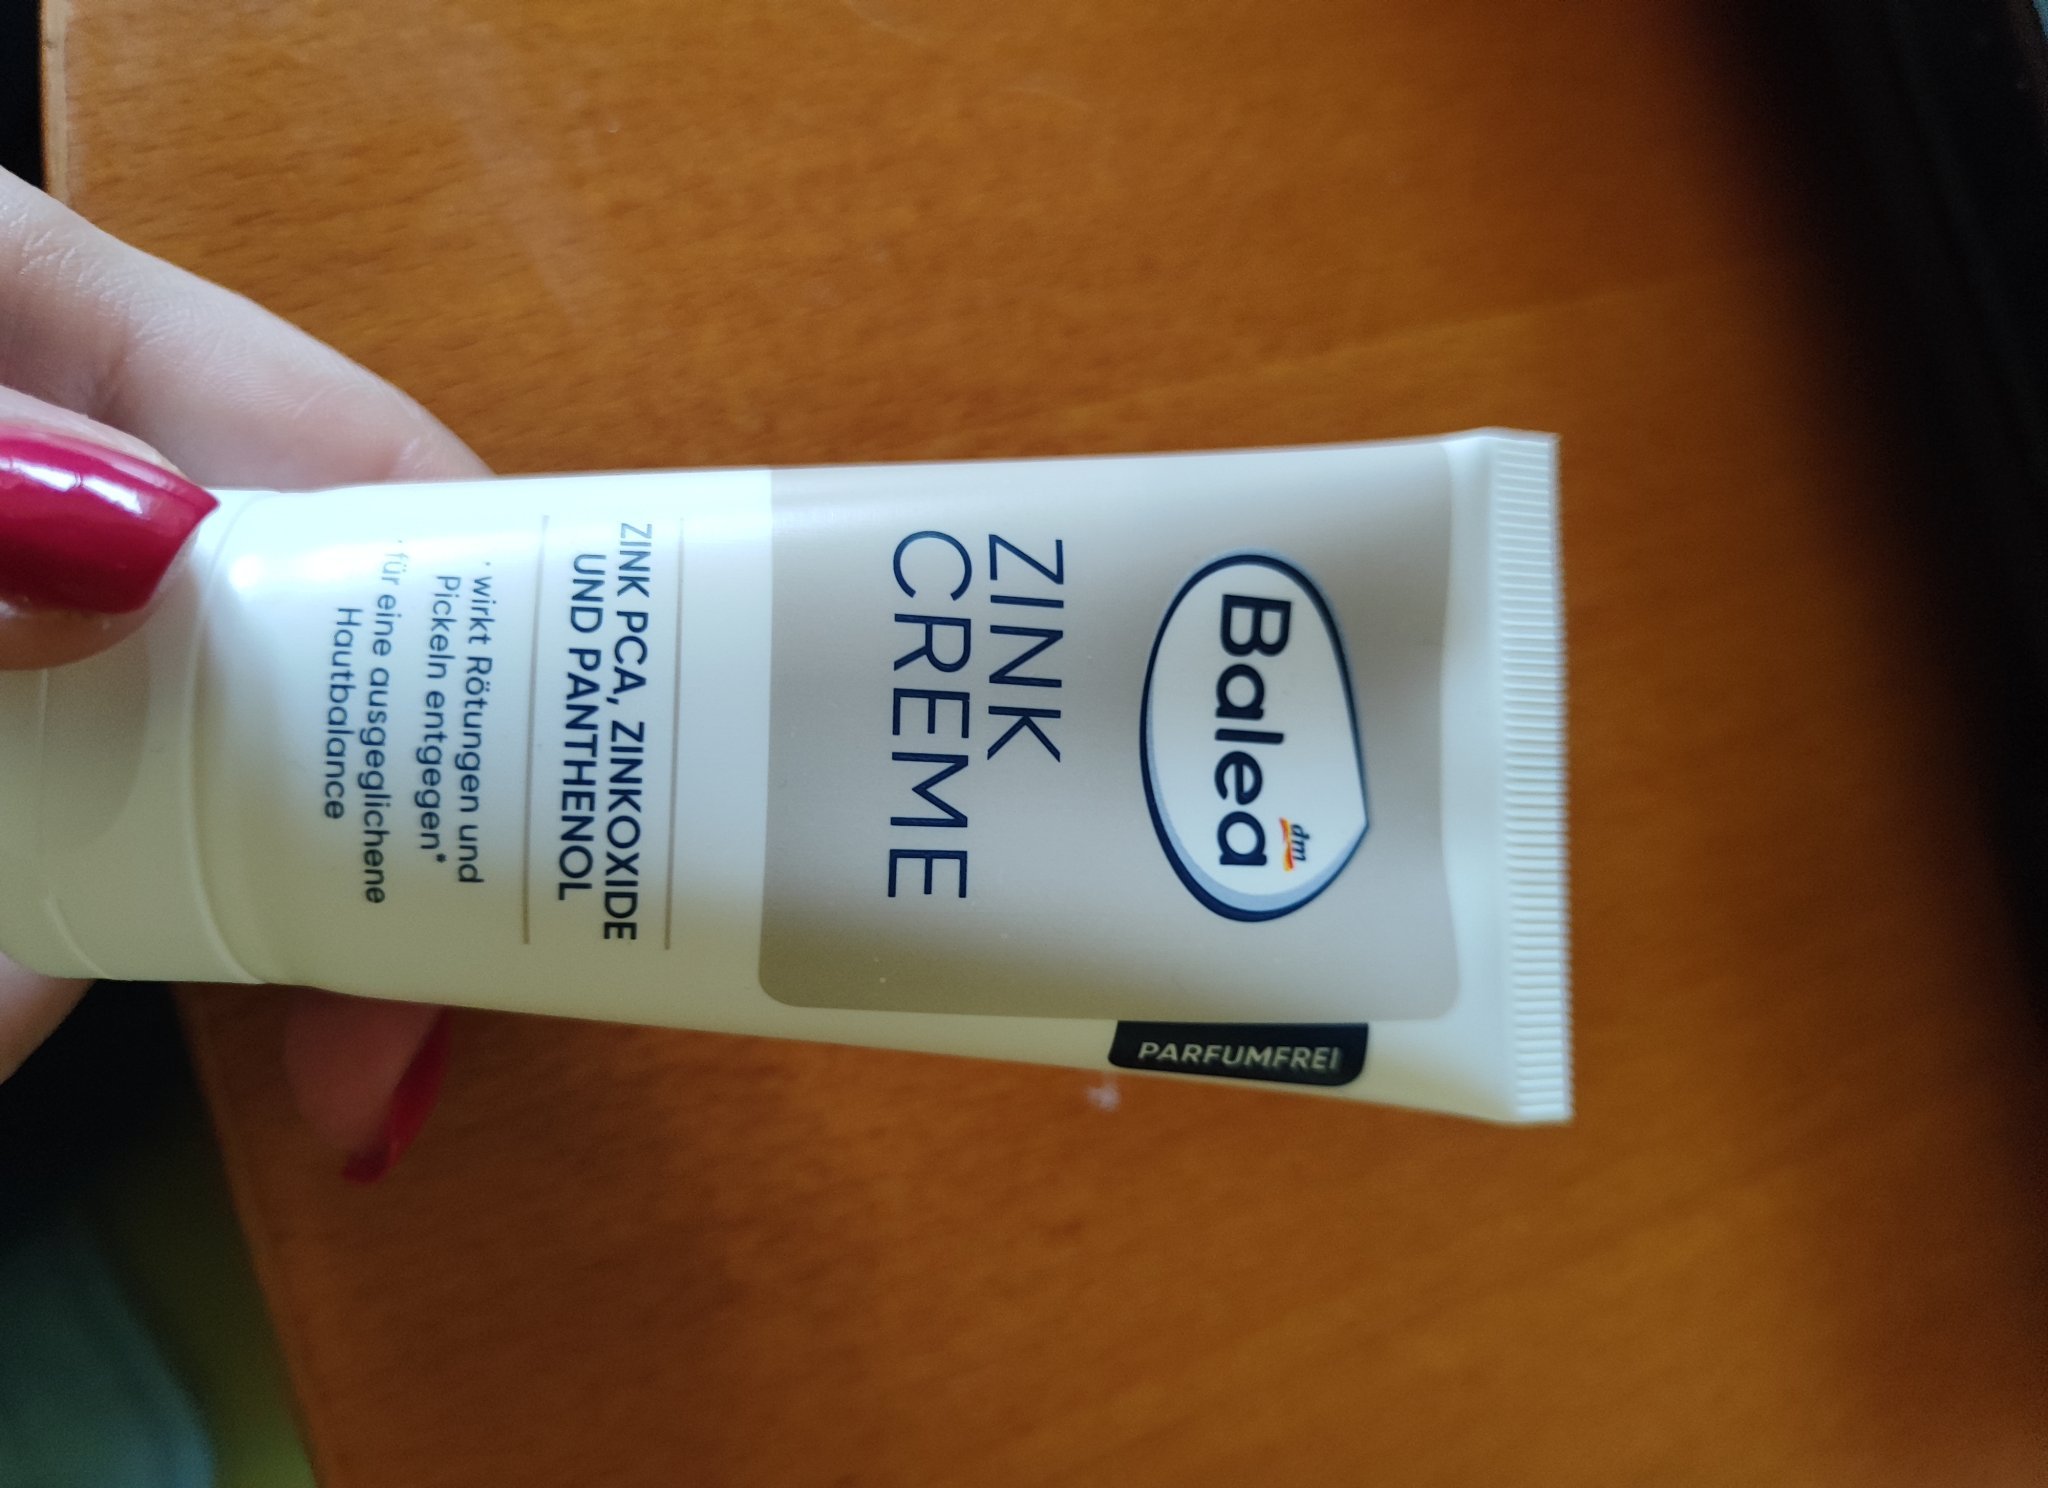 Balea
dm
ZINK
CREME
PARFUMFREI
ZINK PCA, ZINKOXIDE
UND PANTHENOL
· wirkt Rötungen und
Pickeln entgegen*
· für eine ausgeglichene
Hautbalance